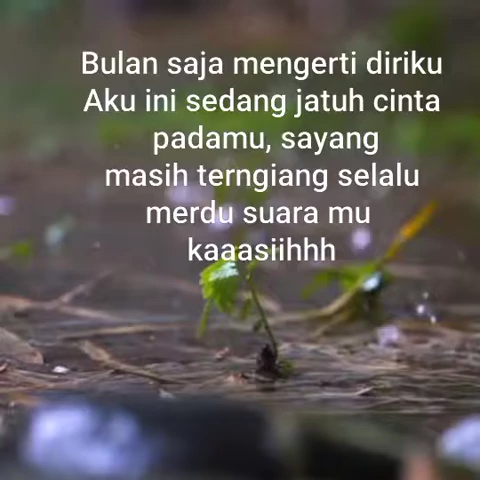 Bulan saja mengerti diriku
Aku ini sedang jatuh cinta
padamu, sayang
masih terngiang selalu
merdu suara mu
kaaasiihhh